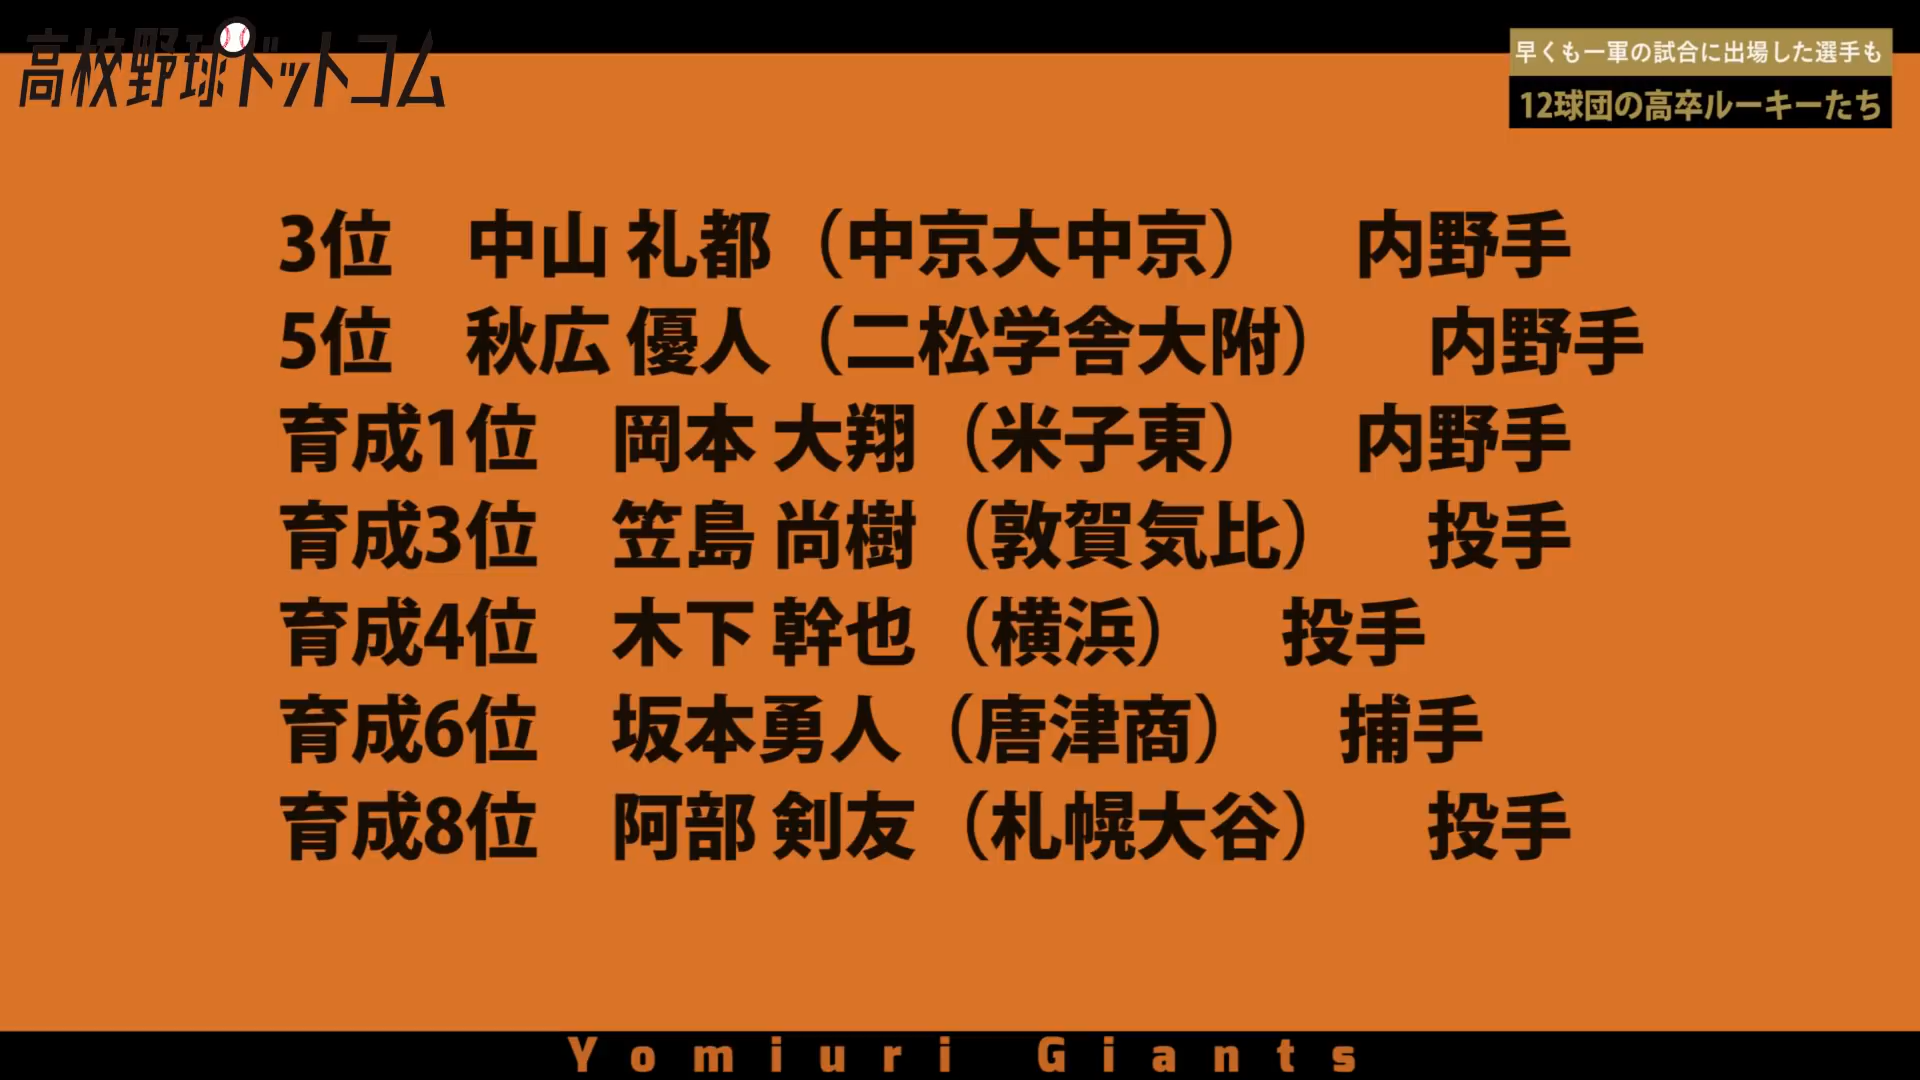 高校野球ドットコム
早くも一軍の試合に出場した選手も
12球団の高卒ルーキーたち
3位 中山 礼都（中京大中京） 内野手
5位 秋広 優人（二松学舎大附） 内野手
育成1位 岡本 大翔（米子東） 内野手
育成3位 笠島 尚樹（敦賀気比） 投手
育成4位 木下 幹也（横浜） 投手
育成6位 坂本勇人（唐津商） 捕手
育成8位 阿部 剣友（札幌大谷） 投手
Yomiuri Giants